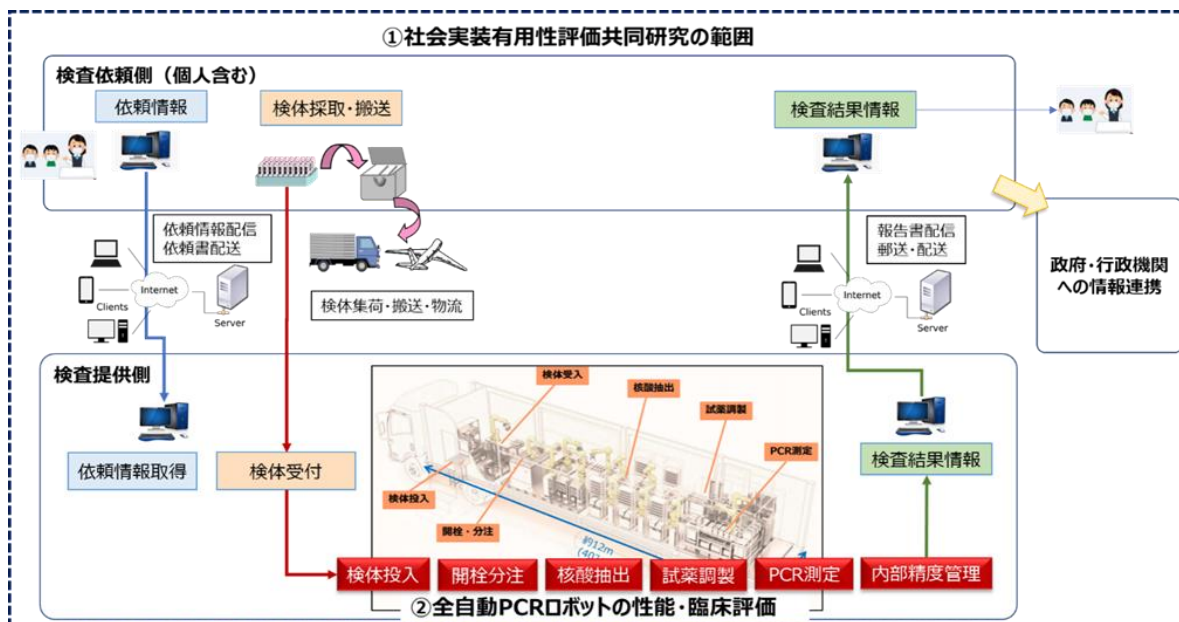 ①社会実装有用性評価共同研究の範囲
検査依頼側（個人含む）
依頼情報
検体採取・搬送
検査結果情報
依頼情報配信
依頼書配送
Internet
Clients
Server
検体集荷・搬送・物流
報告書配信
郵送・配送
Internet
Clients
Server
政府・行政機関
への情報連携
検査提供側
依頼情報取得
検体受付
検体受入
核酸抽出
試薬調製
PCR測定
検体投入
開栓・分注
約12m
検査結果情報
検体投入
開栓分注
核酸抽出
試薬調製
PCR測定
内部精度管理
②全自動PCRロボットの性能・臨床評価